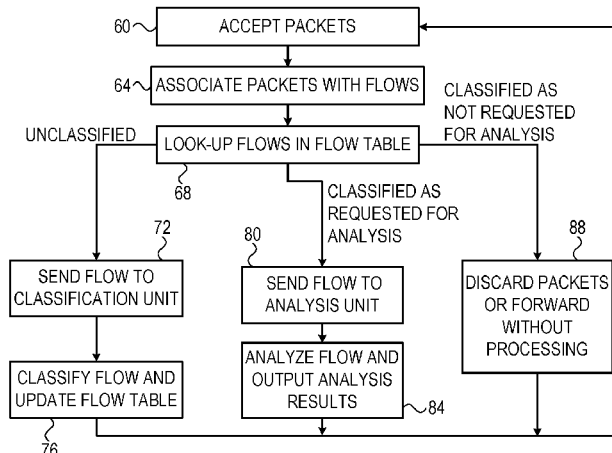 60
ACCEPT PACKETS
64
ASSOCIATE PACKETS WITH FLOWS
CLASSIFIED AS
NOT REQUESTED
FOR ANALYSIS
UNCLASSIFIED
LOOK-UP FLOWS IN FLOW TABLE
68
CLASSIFIED AS
REQUESTED FOR
ANALYSIS
72
SEND FLOW TO
CLASSIFICATION UNIT
80
SEND FLOW TO
ANALYSIS UNIT
88
DISCARD PACKETS
OR FORWARD
WITHOUT
PROCESSING
CLASSIFY FLOW AND
UPDATE FLOW TABLE
76
ANALYZE FLOW AND
OUTPUT ANALYSIS
RESULTS
84